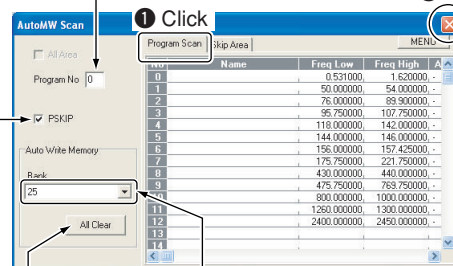 ❶ Click
AutoMW Scan
Program Scan Skip Area MENU
All Area
Program No 0
PSKIP
Auto Write Memory
Bank
25
All Clear
No Name Freq Low Freq High A
0 0.531000, 1.620000, -
1 50.000000, 54.000000, -
2 76.000000, 89.900000, -
3 95.750000, 107.750000, -
4 118.000000, 142.000000, -
5 144.000000, 146.000000, -
6 156.000000, 157.425000, -
7 175.750000, 221.750000, -
8 430.000000, 440.000000, -
9 475.750000, 769.750000, -
10 800.000000, 1000.000000, -
11 1260.000000, 1300.000000, -
12 2400.000000, 2450.000000, -
13
14